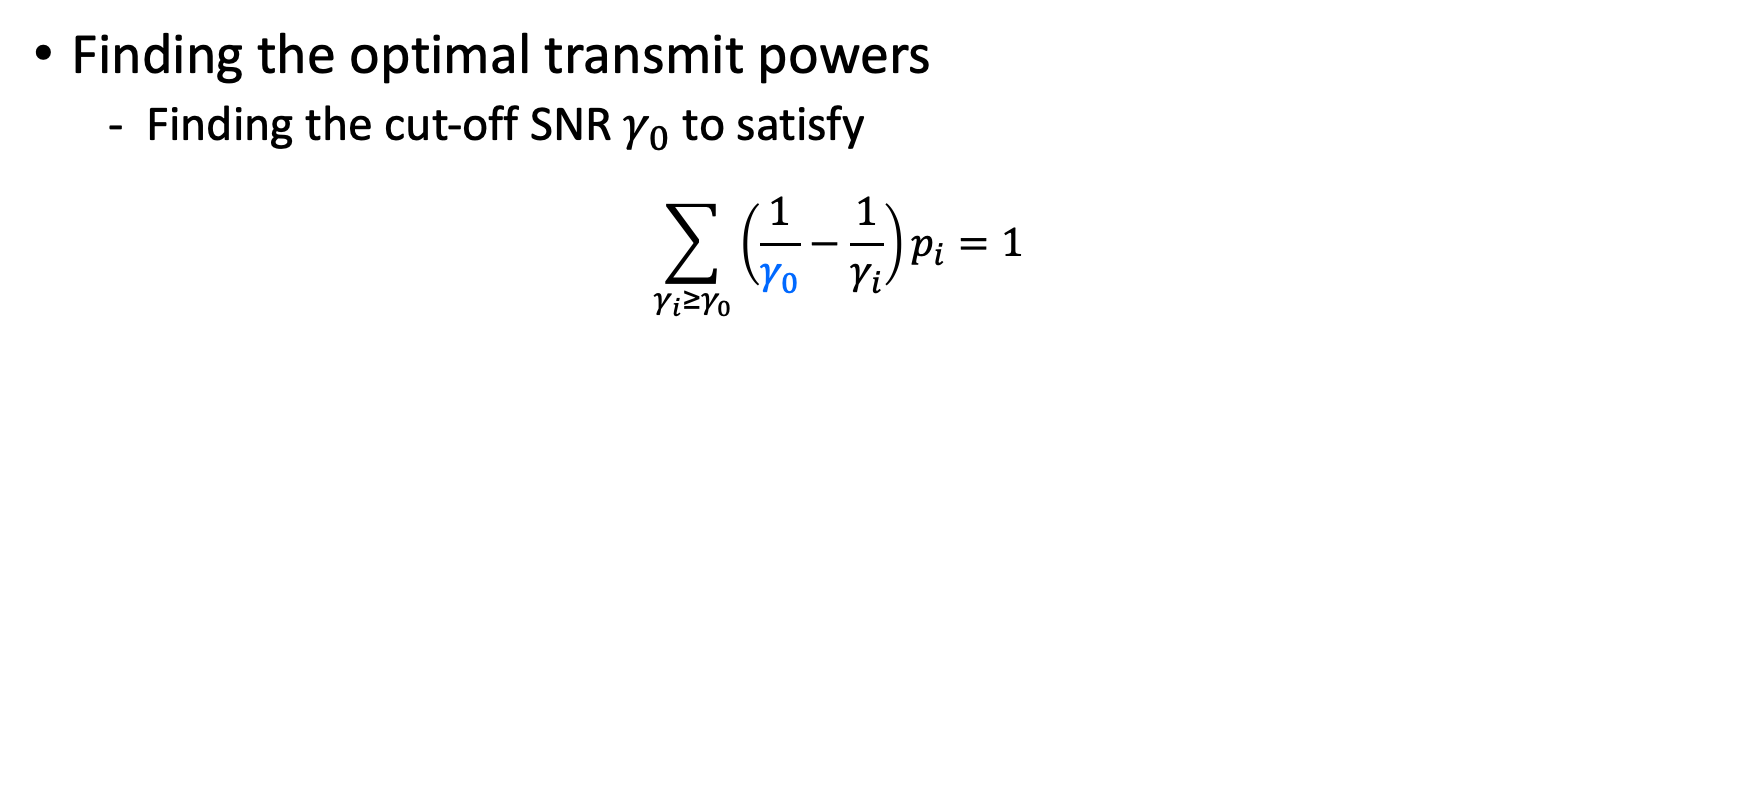 • Finding the optimal transmit powers
- Finding the cut-off SNR γ₀ to satisfy
∑_{γᵢ≥γ₀} (1/γ₀ − 1/γᵢ) pᵢ = 1